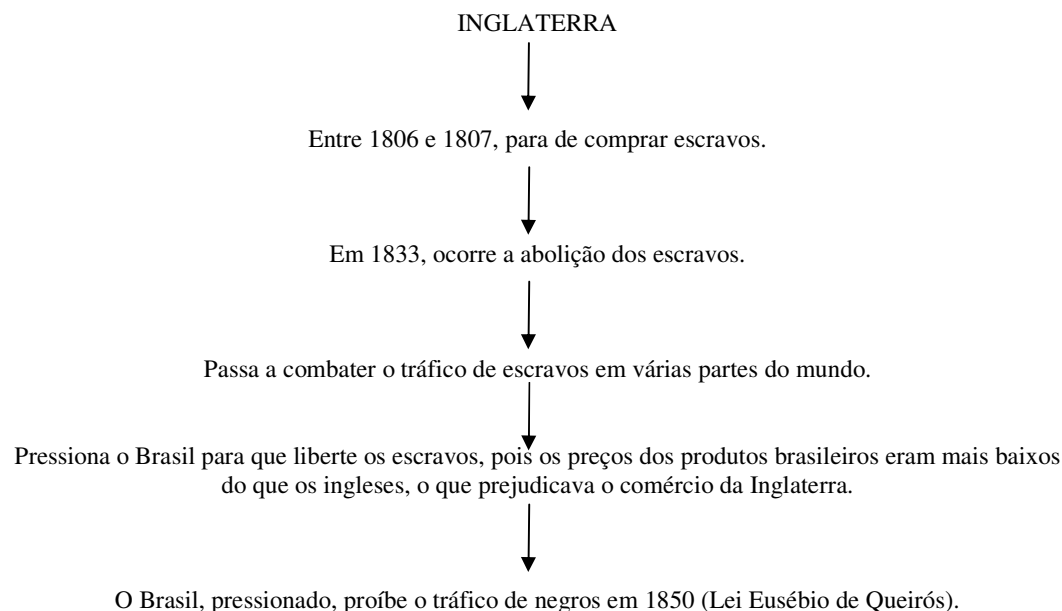 INGLATERRA
Entre 1806 e 1807, para de comprar escravos.
Em 1833, ocorre a abolição dos escravos.
Passa a combater o tráfico de escravos em várias partes do mundo.
Pressiona o Brasil para que liberte os escravos, pois os preços dos produtos brasileiros eram mais baixos
do que os ingleses, o que prejudicava o comércio da Inglaterra.
O Brasil, pressionado, proíbe o tráfico de negros em 1850 (Lei Eusébio de Queirós).